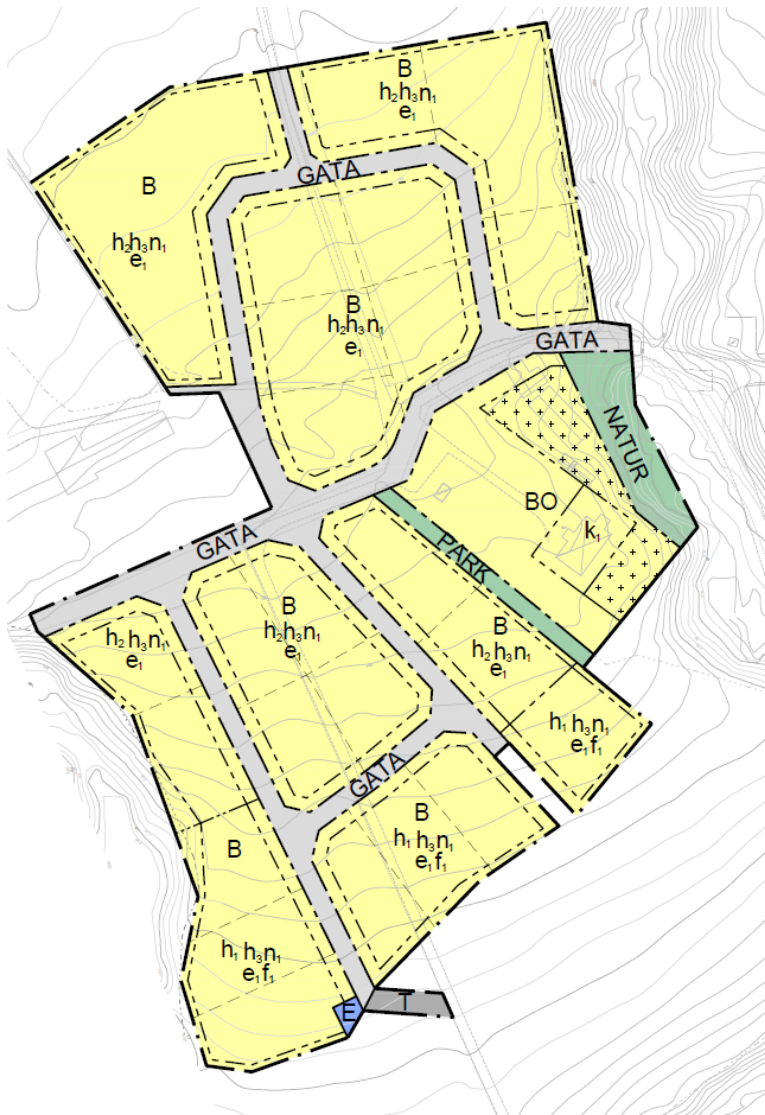 B
h₂h₃n₁
e₁
GATA
B
h₂h₃n₁
e₁
B
h₂h₃n₁
e₁
GATA
NATUR
BO
k₁
GATA
PARK
B
h₂h₃n₁
e₁
h₂h₃n₁
e₁
B
h₂h₃n₁
e₁
h₁h₃n₁
e₁f₁
GATA
B
h₁h₃n₁
e₁f₁
B
h₁h₃n₁
e₁f₁
E
T